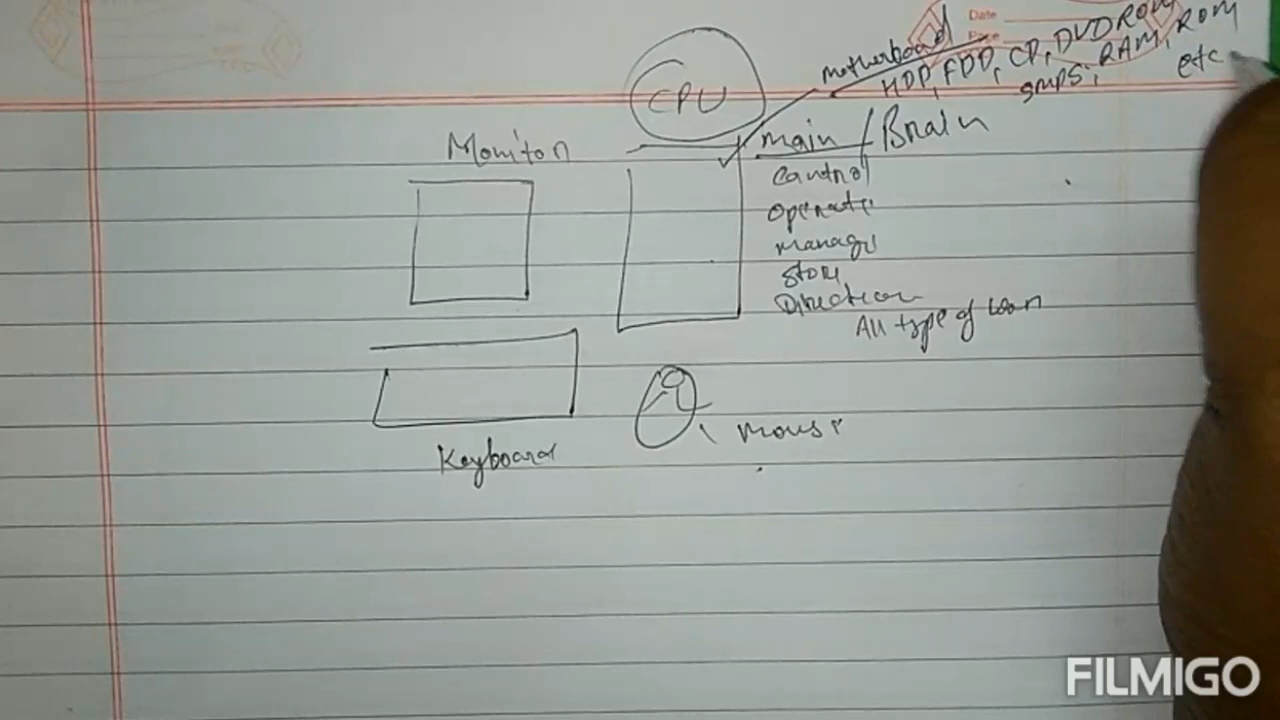 Date
Motherboard
HDD, FDD, CD, DVDROM
SMPS, RAM, ROM
etc
CPU
Monitor
Main / Brain
Control
Operate
Manage
Store
Direction
All type of work
Mouse
Keyboard
FILMIGO